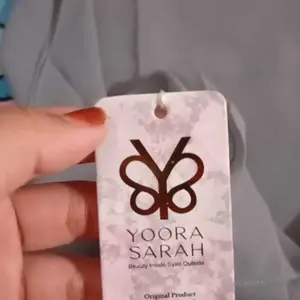 YOORA
SARAH
Beauty Inside Syari Outside
Original Product